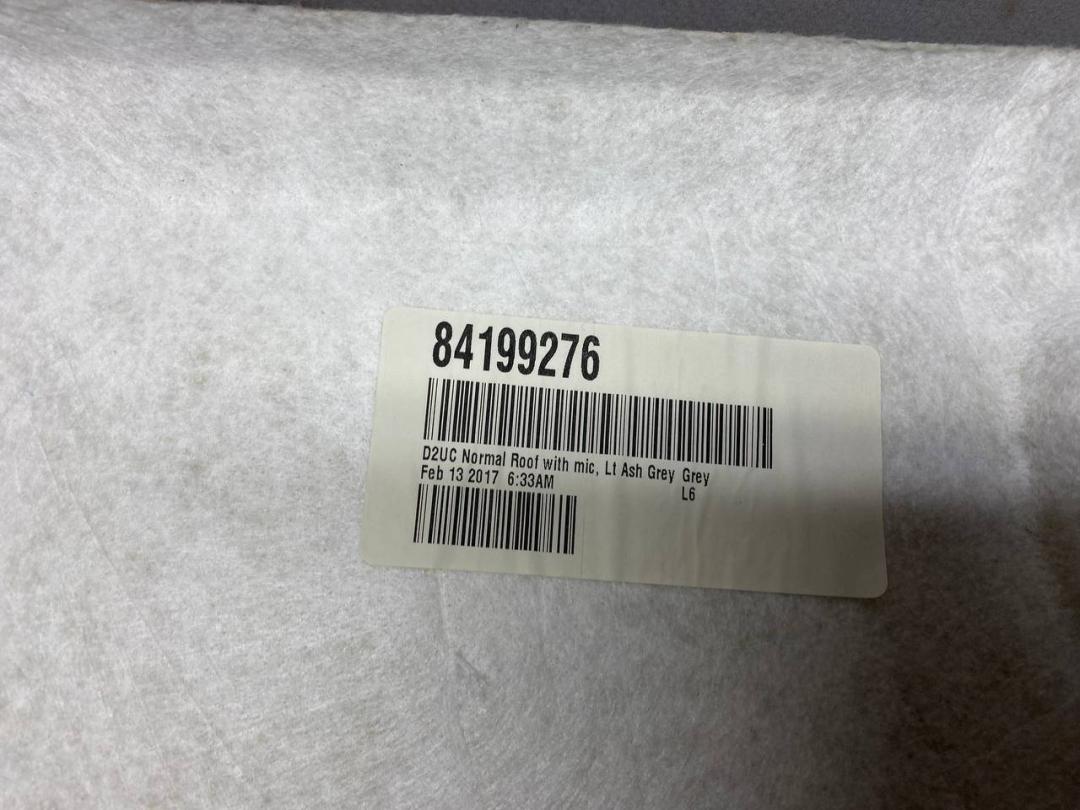 84199276
D2UC Normal Roof with mic, Lt Ash Grey Grey
Feb 13 2017 6:33AM L6